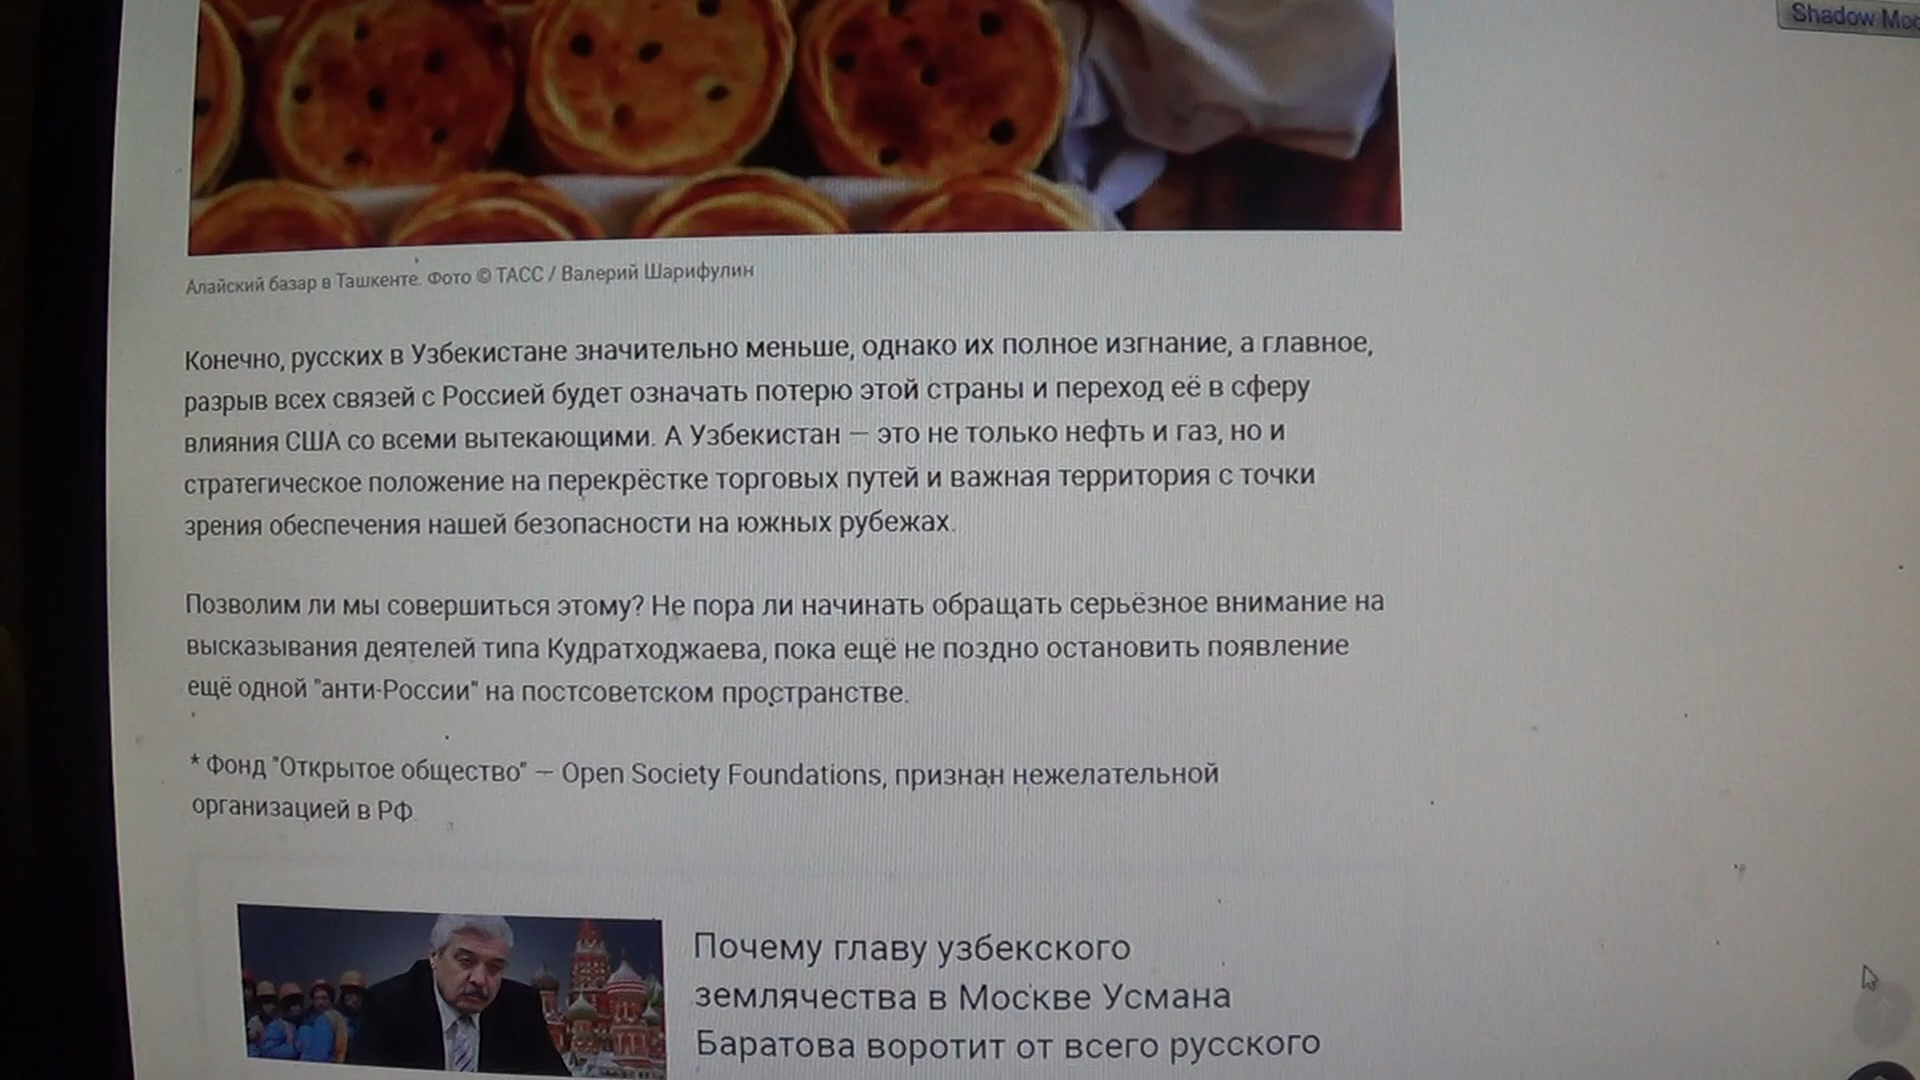 Shadow Mo
Алайский базар в Ташкенте. Фото © ТАСС / Валерий Шарифулин
Конечно, русских в Узбекистане значительно меньше, однако их полное изгнание, а главное,
разрыв всех связей с Россией будет означать потерю этой страны и переход её в сферу
влияния США со всеми вытекающими. А Узбекистан — это не только нефть и газ, но и
стратегическое положение на перекрёстке торговых путей и важная территория с точки
зрения обеспечения нашей безопасности на южных рубежах.
Позволим ли мы совершиться этому? Не пора ли начинать обращать серьёзное внимание на
высказывания деятелей типа Кудратходжаева, пока ещё не поздно остановить появление
ещё одной "анти-России" на постсоветском пространстве.
* Фонд "Открытое общество" — Open Society Foundations, признан нежелательной
организацией в РФ.
Почему главу узбекского
землячества в Москве Усмана
Баратова воротит от всего русского